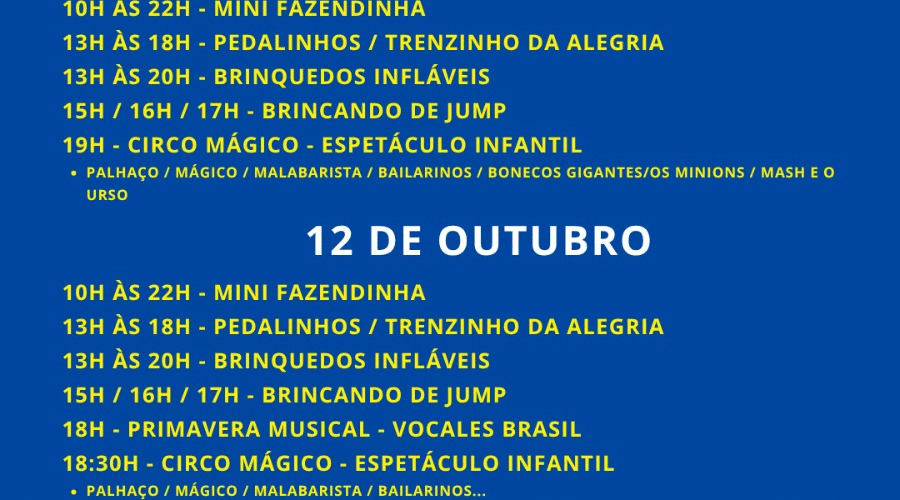 10H ÀS 22H - MINI FAZENDINHA
13H ÀS 18H - PEDALINHOS / TRENZINHO DA ALEGRIA
13H ÀS 20H - BRINQUEDOS INFLÁVEIS
15H / 16H / 17H - BRINCANDO DE JUMP
19H - CIRCO MÁGICO - ESPETÁCULO INFANTIL
• PALHAÇO / MÁGICO / MALABARISTA / BAILARINOS / BONECOS GIGANTES/OS MINIONS / MASH E O
URSO
12 DE OUTUBRO
10H ÀS 22H - MINI FAZENDINHA
13H ÀS 18H - PEDALINHOS / TRENZINHO DA ALEGRIA
13H ÀS 20H - BRINQUEDOS INFLÁVEIS
15H / 16H / 17H - BRINCANDO DE JUMP
18H - PRIMAVERA MUSICAL - VOCALES BRASIL
18:30H - CIRCO MÁGICO - ESPETÁCULO INFANTIL
• PALHAÇO / MÁGICO / MALABARISTA / BAILARINOS...